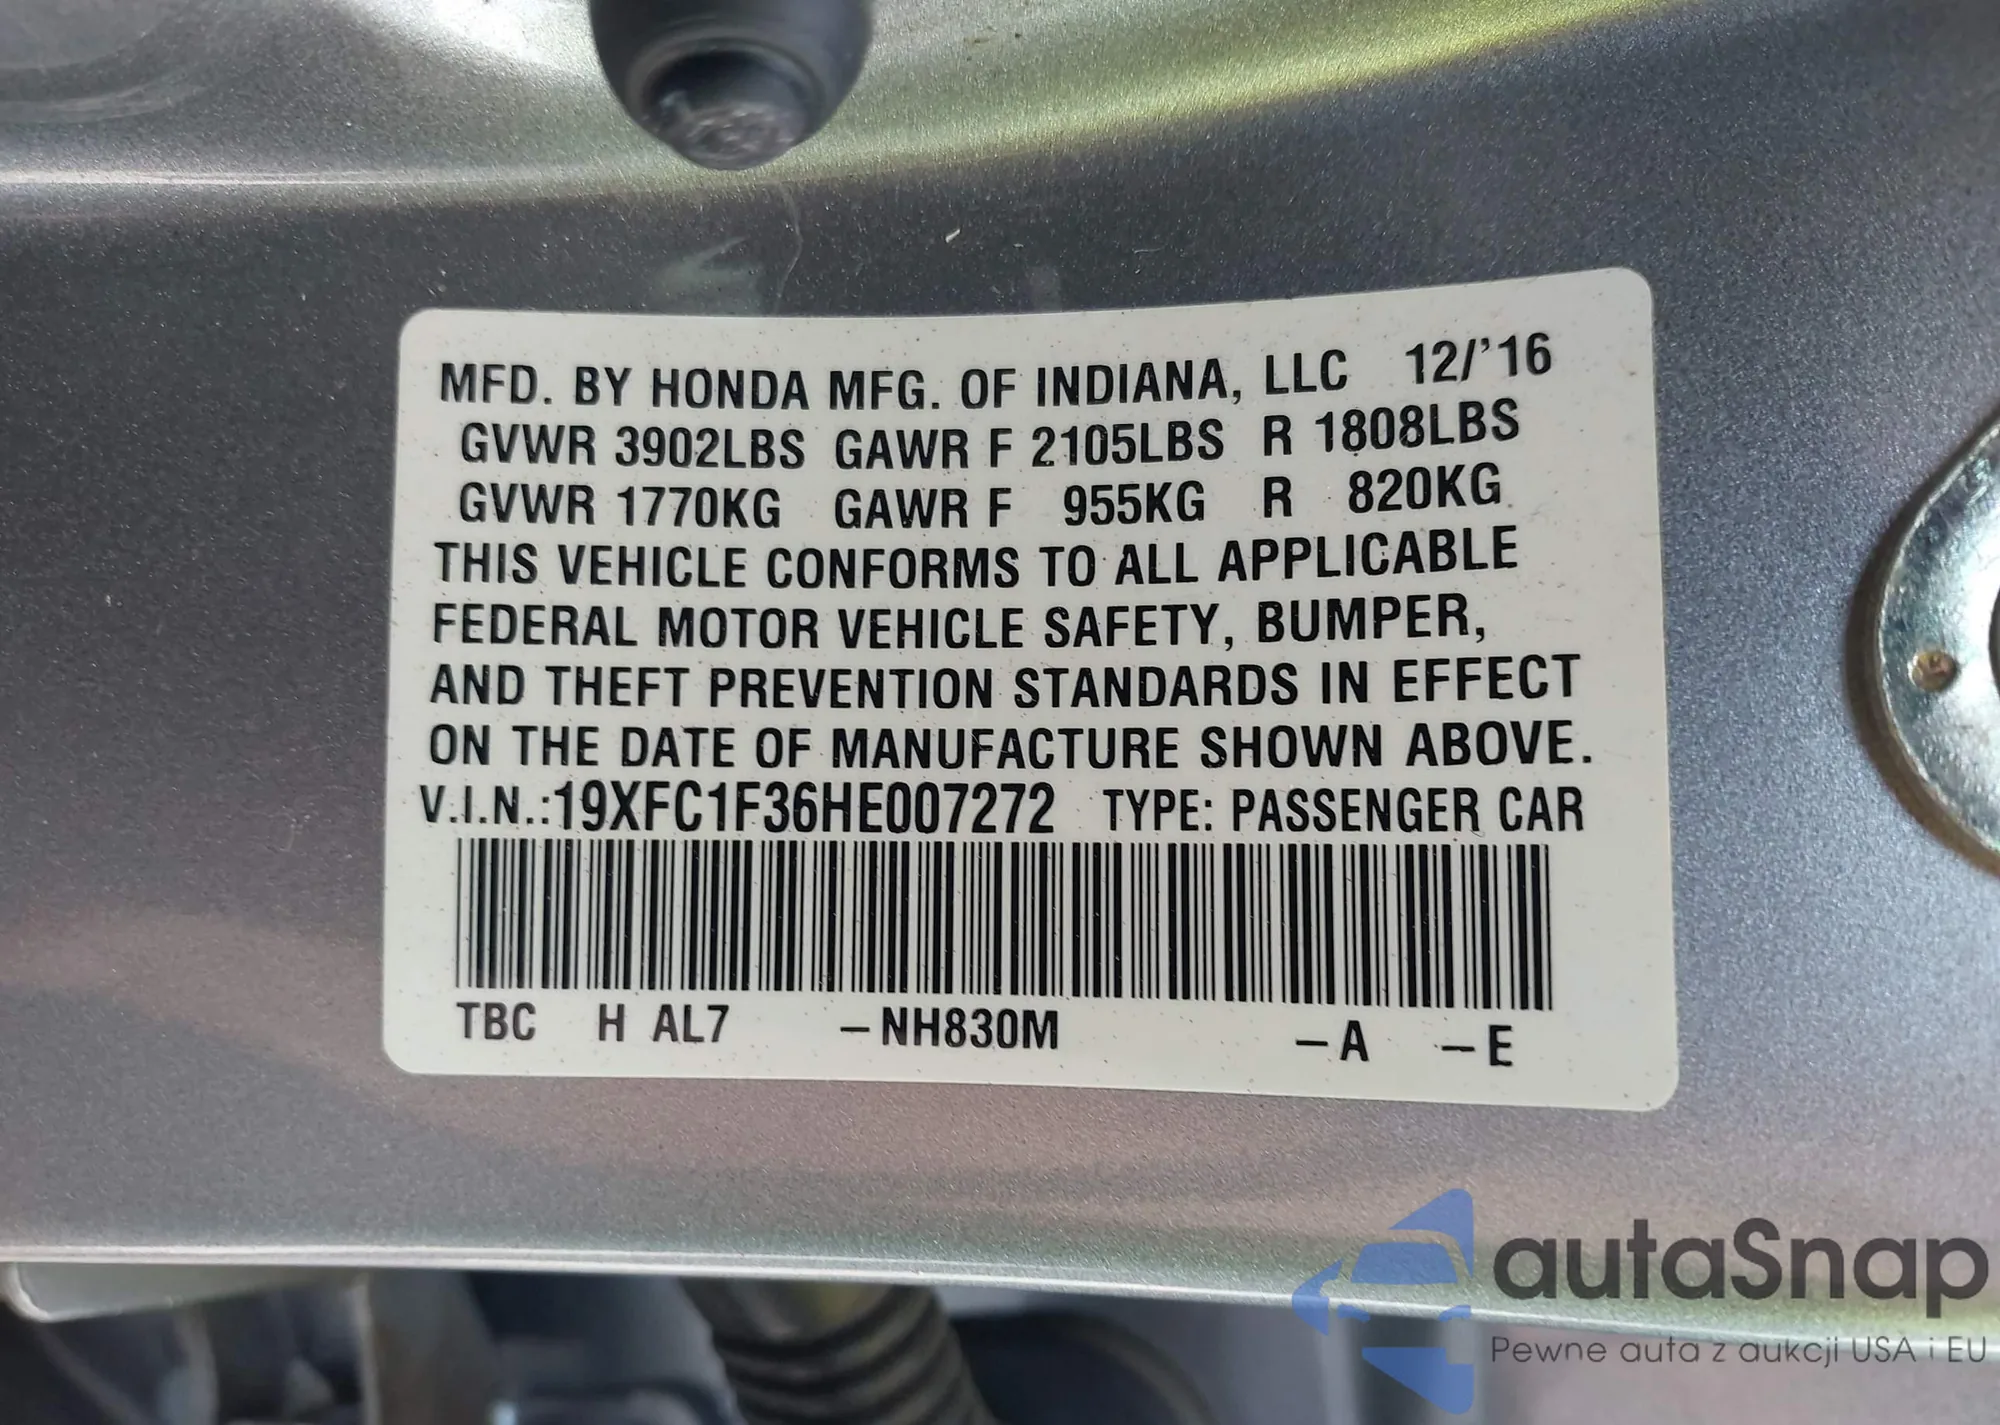 MFD. BY HONDA MFG. OF INDIANA, LLC 12/'16
GVWR 3902LBS GAWR F 2105LBS R 1808LBS
GVWR 1770KG GAWR F 955KG R 820KG
THIS VEHICLE CONFORMS TO ALL APPLICABLE
FEDERAL MOTOR VEHICLE SAFETY, BUMPER,
AND THEFT PREVENTION STANDARDS IN EFFECT
ON THE DATE OF MANUFACTURE SHOWN ABOVE.
V.I.N.:19XFC1F36HE007272 TYPE: PASSENGER CAR
TBC H AL7 –NH830M –A –E
autaSnap
Pewne auta z aukcji USA i EU